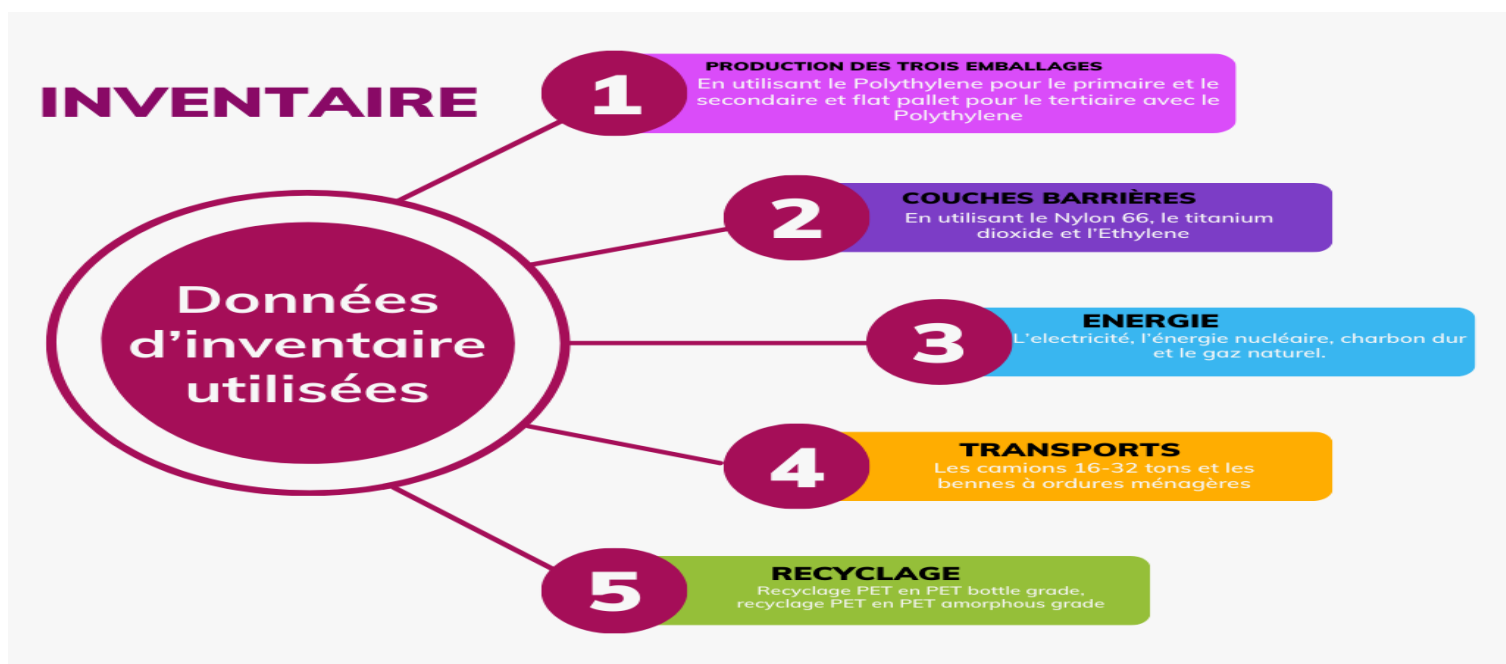 INVENTAIRE
Données
d'inventaire
utilisées
1
PRODUCTION DES TROIS EMBALLAGES
En utilisant le Polythylene pour le primaire et le
secondaire et flat pallet pour le tertiaire avec le
Polythylene
2
COUCHES BARRIÈRES
En utilisant le Nylon 66, le titanium
dioxide et l'Ethylene
3
ENERGIE
L'electricité, l'énergie nucléaire, charbon dur
et le gaz naturel.
4
TRANSPORTS
Les camions 16-32 tons et les
bennes à ordures ménagères
5
RECYCLAGE
Recyclage PET en PET bottle grade,
recyclage PET en PET amorphous grade